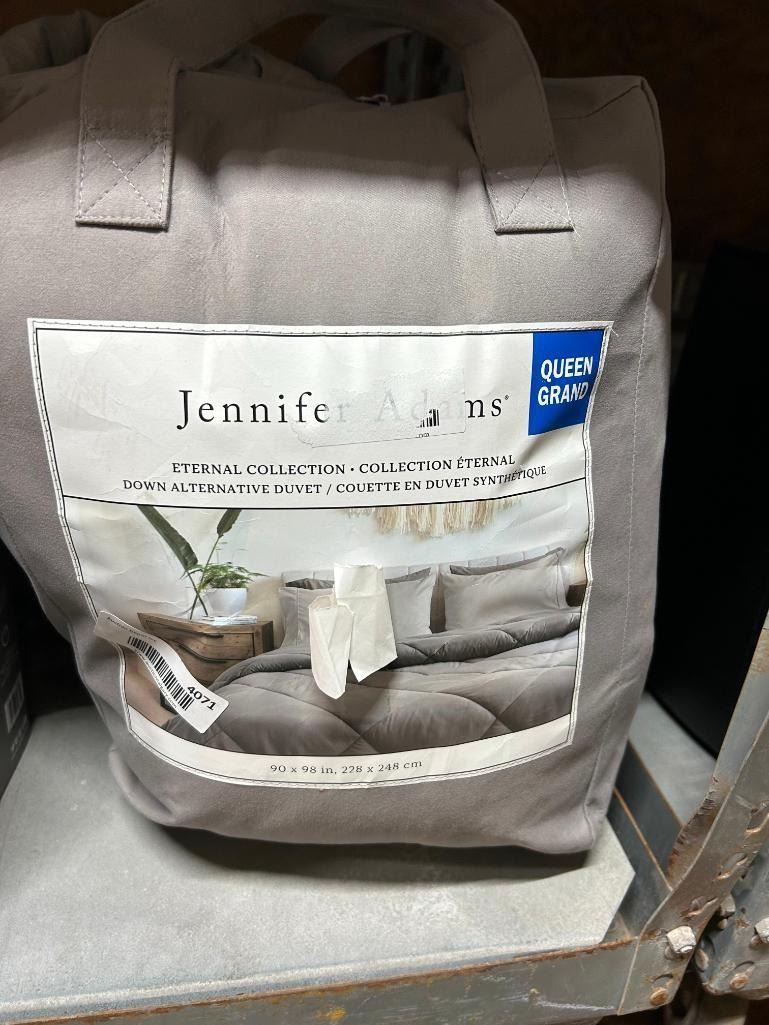 QUEEN
GRAND
Jennifer Adams®
ETERNAL COLLECTION • COLLECTION ÉTERNAL
DOWN ALTERNATIVE DUVET / COUETTE EN DUVET SYNTHÉTIQUE
4071
90 x 98 in, 228 x 248 cm